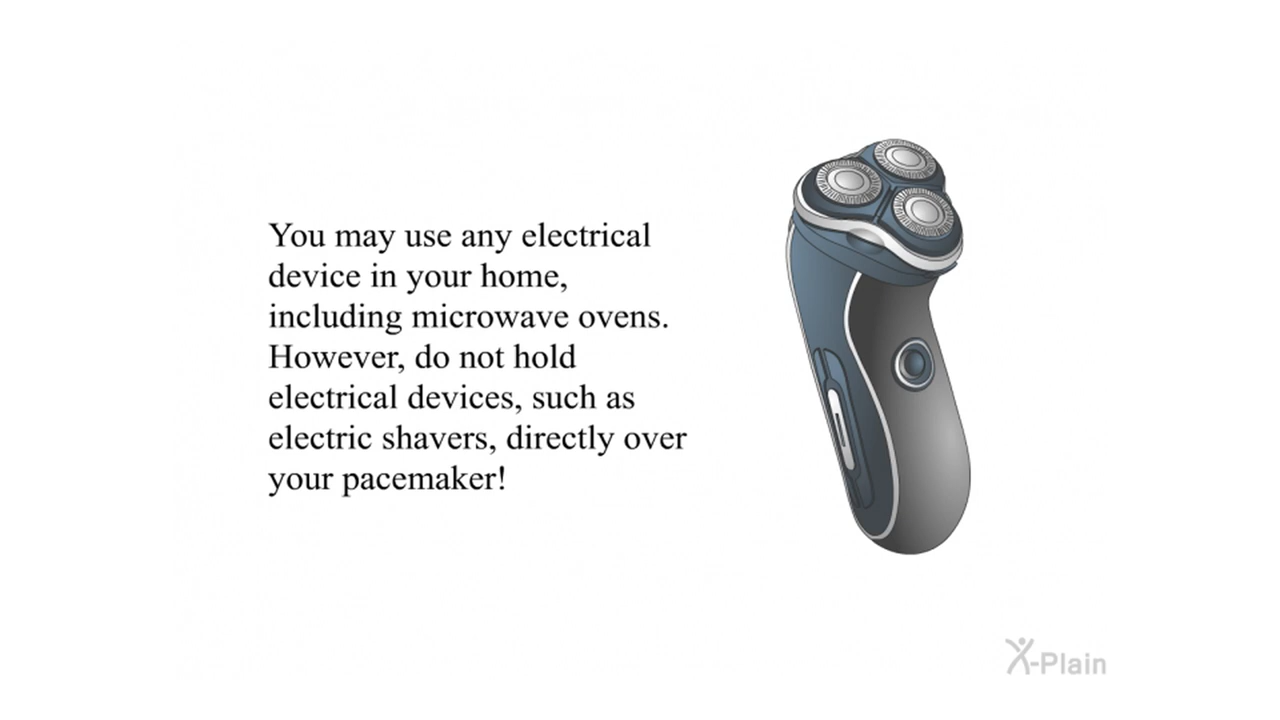 You may use any electrical
device in your home,
including microwave ovens.
However, do not hold
electrical devices, such as
electric shavers, directly over
your pacemaker!
X-Plain